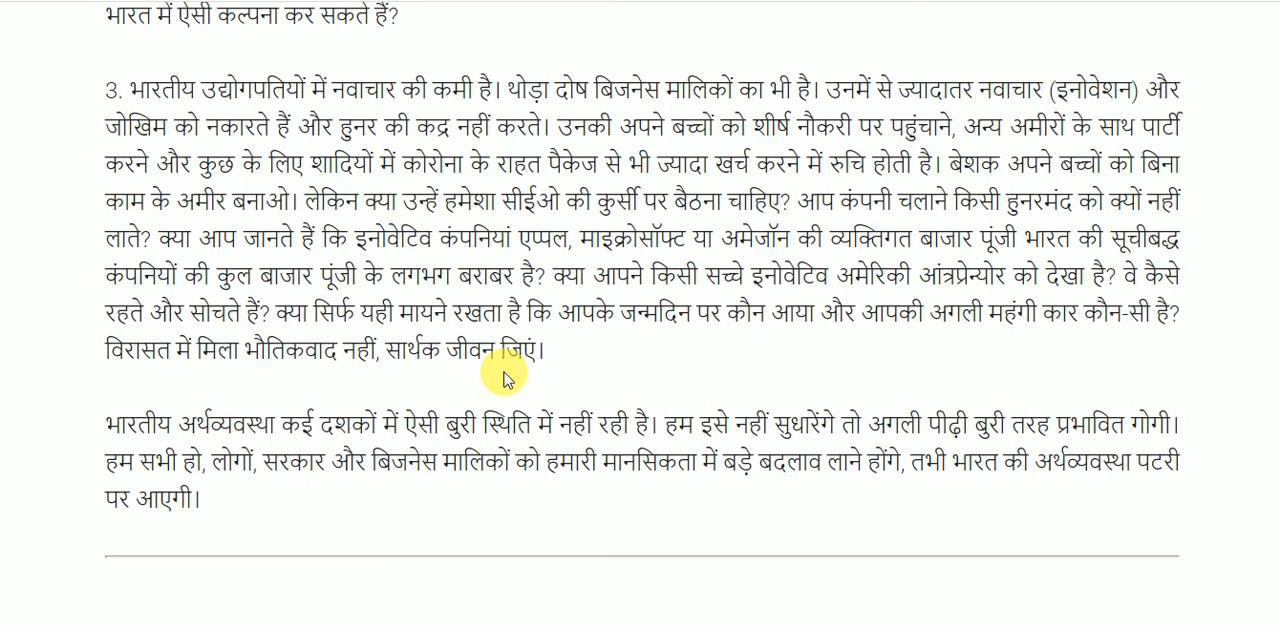 भारत में ऐसी कल्पना कर सकते हैं?
3. भारतीय उद्योगपतियों में नवाचार की कमी है। थोड़ा दोष बिजनेस मालिकों का भी है। उनमें से ज्यादातर नवाचार (इनोवेशन) और
जोखिम को नकारते हैं और हुनर की कद्र नहीं करते। उनकी अपने बच्चों को शीर्ष नौकरी पर पहुंचाने, अन्य अमीरों के साथ पार्टी
करने और कुछ के लिए शादियों में कोरोना के राहत पैकेज से भी ज्यादा खर्च करने में रुचि होती है। बेशक अपने बच्चों को बिना
काम के अमीर बनाओ। लेकिन क्या उन्हें हमेशा सीईओ की कुर्सी पर बैठना चाहिए? आप कंपनी चलाने किसी हुनरमंद को क्यों नहीं
लाते? क्या आप जानते हैं कि इनोवेटिव कंपनियां एप्पल, माइक्रोसॉफ्ट या अमेजॉन की व्यक्तिगत बाजार पूंजी भारत की सूचीबद्ध
कंपनियों की कुल बाजार पूंजी के लगभग बराबर है? क्या आपने किसी सच्चे इनोवेटिव अमेरिकी आंत्रप्रेन्योर को देखा है? वे कैसे
रहते और सोचते हैं? क्या सिर्फ यही मायने रखता है कि आपके जन्मदिन पर कौन आया और आपकी अगली महंगी कार कौन-सी है?
विरासत में मिला भौतिकवाद नहीं, सार्थक जीवन जिएं।
भारतीय अर्थव्यवस्था कई दशकों में ऐसी बुरी स्थिति में नहीं रही है। हम इसे नहीं सुधारेंगे तो अगली पीढ़ी बुरी तरह प्रभावित गोगी।
हम सभी हो, लोगों, सरकार और बिजनेस मालिकों को हमारी मानसिकता में बड़े बदलाव लाने होंगे, तभी भारत की अर्थव्यवस्था पटरी
पर आएगी।